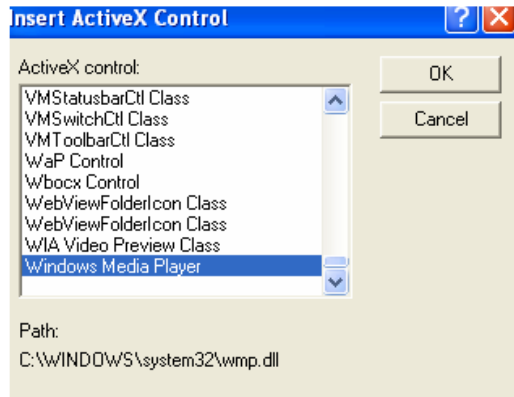 Insert ActiveX Control
ActiveX control:
OK
VMStatusbarCtl Class
VMSwitchCtl Class
VMToolbarCtl Class
WaP Control
Wbocx Control
WebViewFolderIcon Class
WebViewFolderIcon Class
WIA Video Preview Class
Windows Media Player
Cancel
Path:
C:\WINDOWS\system32\wmp.dll